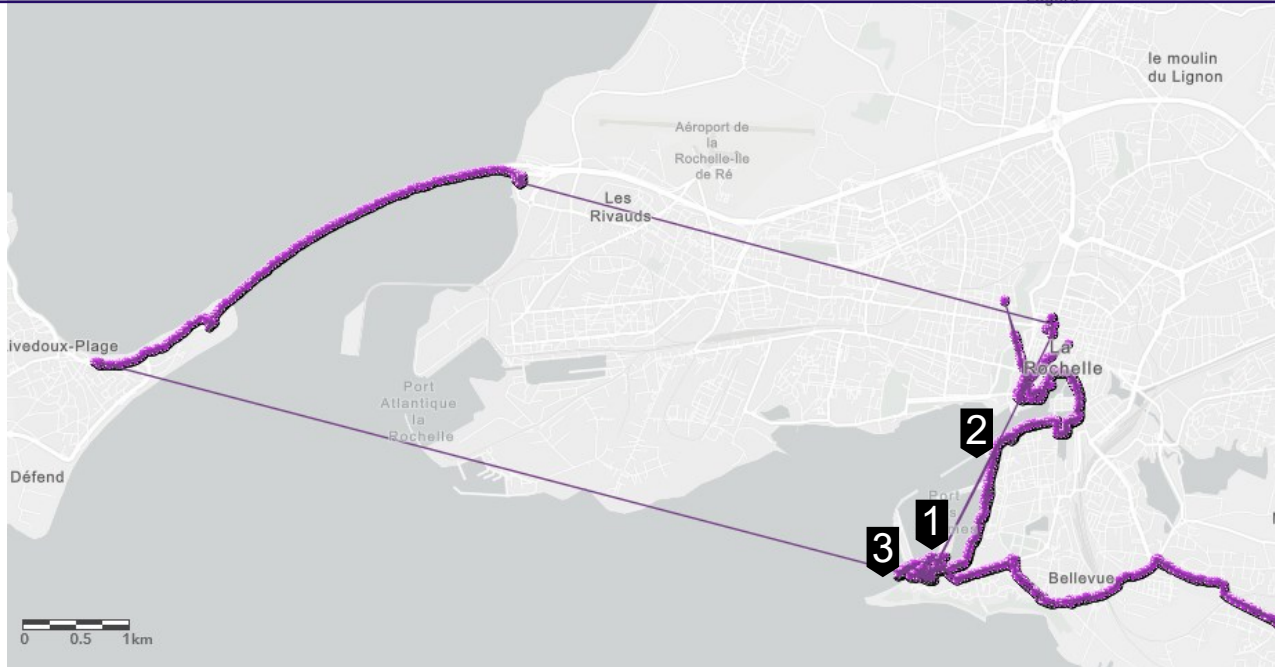 le moulin
du Lignon
Aéroport de
la
Rochelle-Île
de Ré
Les
Rivauds
ivedoux-Plage
La
Rochelle
Port
Atlantique
la
Rochelle
2
Défend
Port
1
3
Bellevue
0 0.5 1km